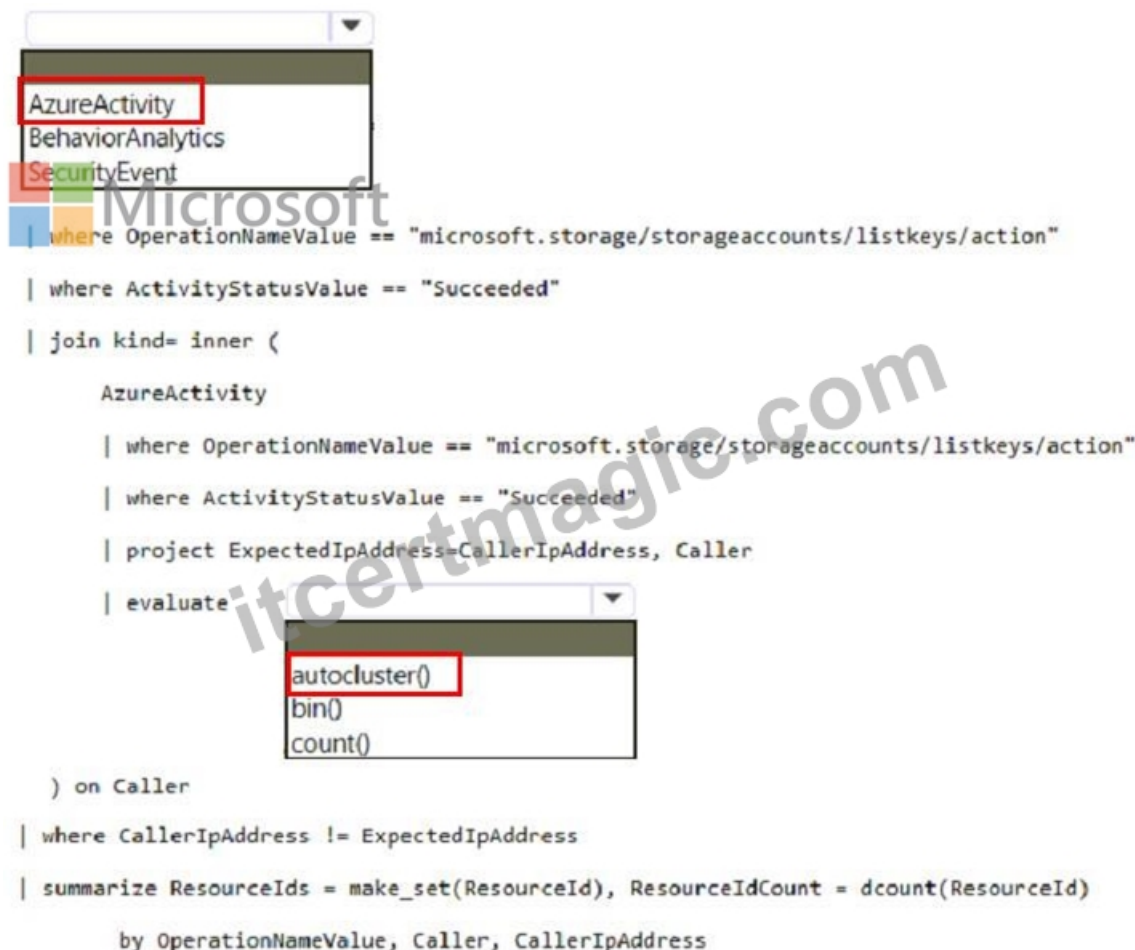 AzureActivity
BehaviorAnalytics
SecurityEvent
Microsoft
| where OperationNameValue == "microsoft.storage/storageaccounts/listkeys/action"
| where ActivityStatusValue == "Succeeded"
| join kind= inner (
AzureActivity
| where OperationNameValue == "microsoft.storage/storageaccounts/listkeys/action"
| where ActivityStatusValue == "Succeeded"
| project ExpectedIpAddress=CallerIpAddress, Caller
| evaluate
itcertmagic.com
autocluster()
bin()
count()
) on Caller
| where CallerIpAddress != ExpectedIpAddress
| summarize ResourceIds = make_set(ResourceId), ResourceIdCount = dcount(ResourceId)
by OperationNameValue, Caller, CallerIpAddress